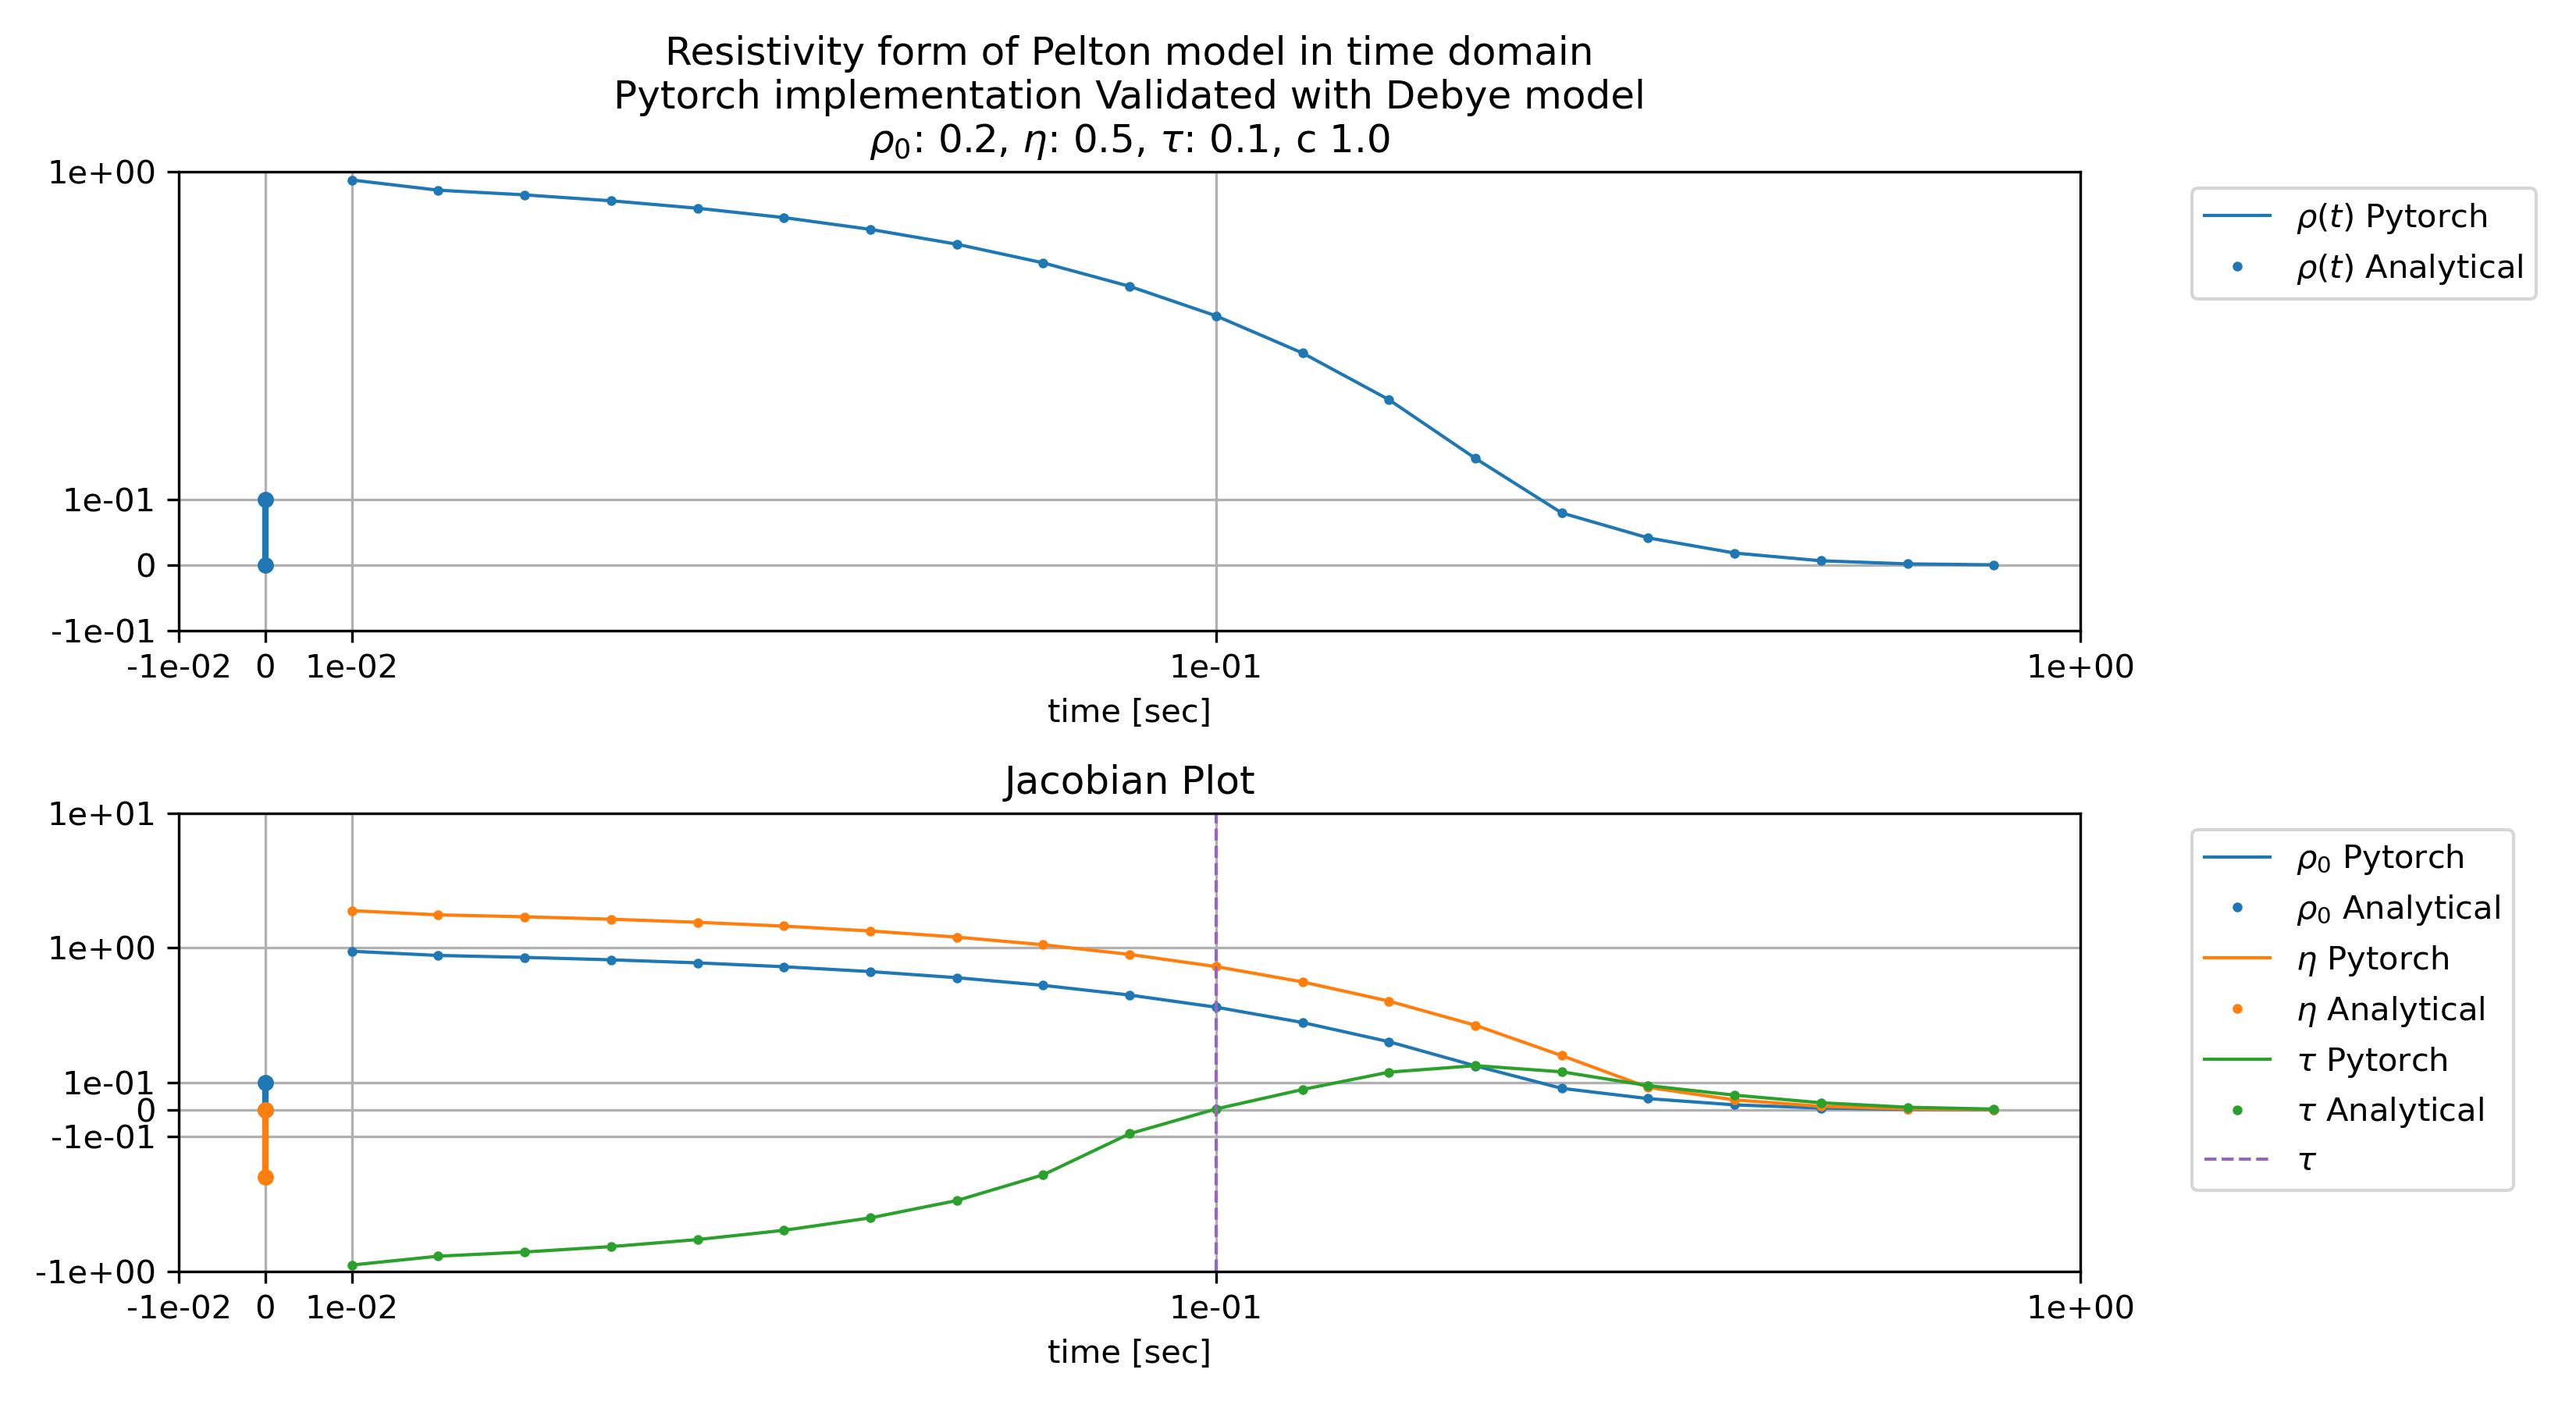 Resistivity form of Pelton model in time domain
Pytorch implementation Validated with Debye model
ρ₀: 0.2, η: 0.5, τ: 0.1, c 1.0
1e+00
1e-01
0
-1e-01
-1e-02 0 1e-02 1e-01 1e+00
time [sec]
ρ(t) Pytorch
ρ(t) Analytical
Jacobian Plot
1e+01
1e+00
1e-01
0
-1e-01
-1e+00
-1e-02 0 1e-02 1e-01 1e+00
time [sec]
ρ₀ Pytorch
ρ₀ Analytical
η Pytorch
η Analytical
τ Pytorch
τ Analytical
τ